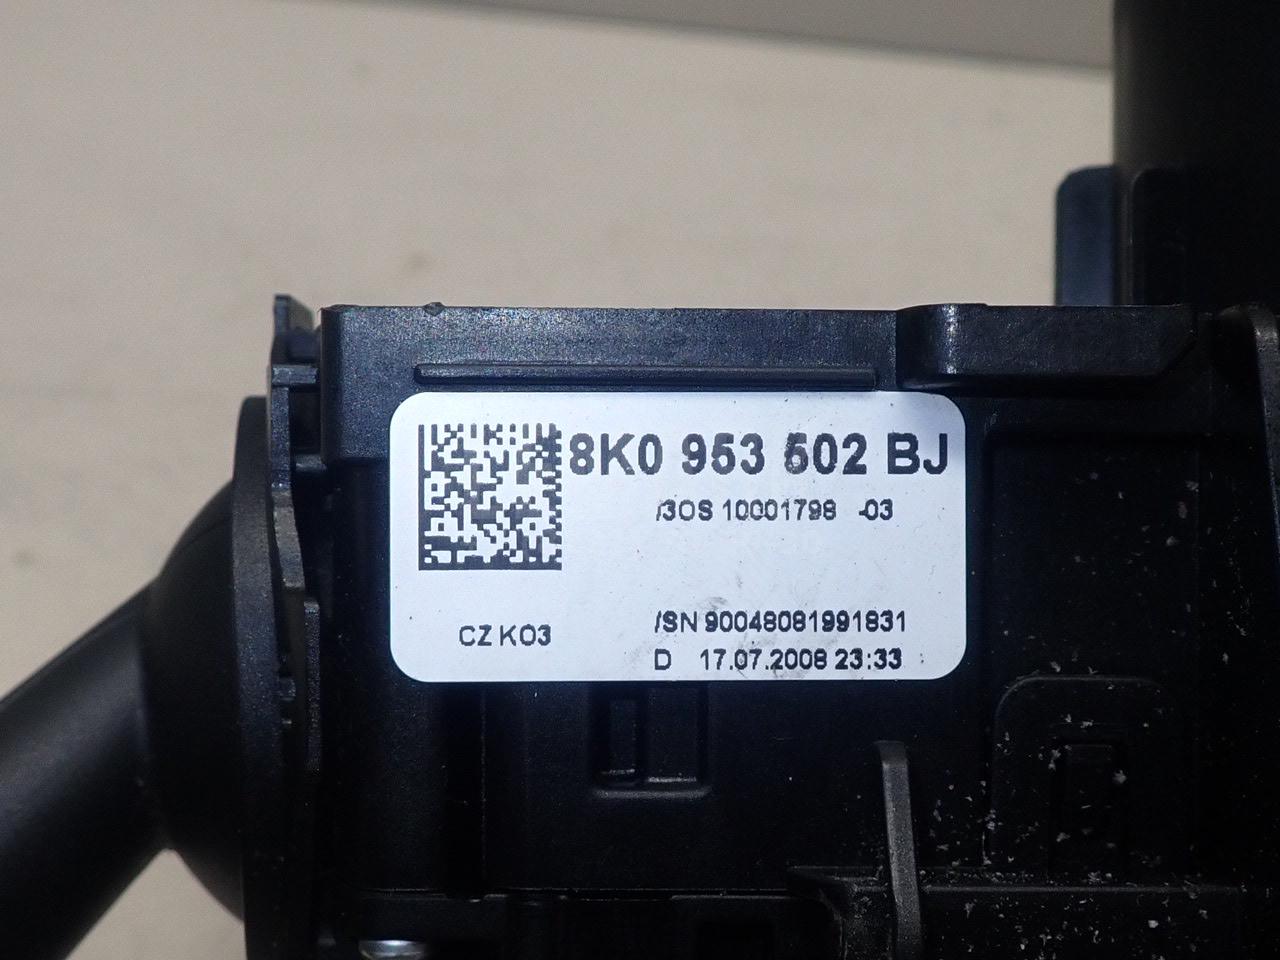 8K0 953 502 BJ
/3OS 10001798 -03
/SN 90048081991831
CZ K03
D 17.07.2008 23:33